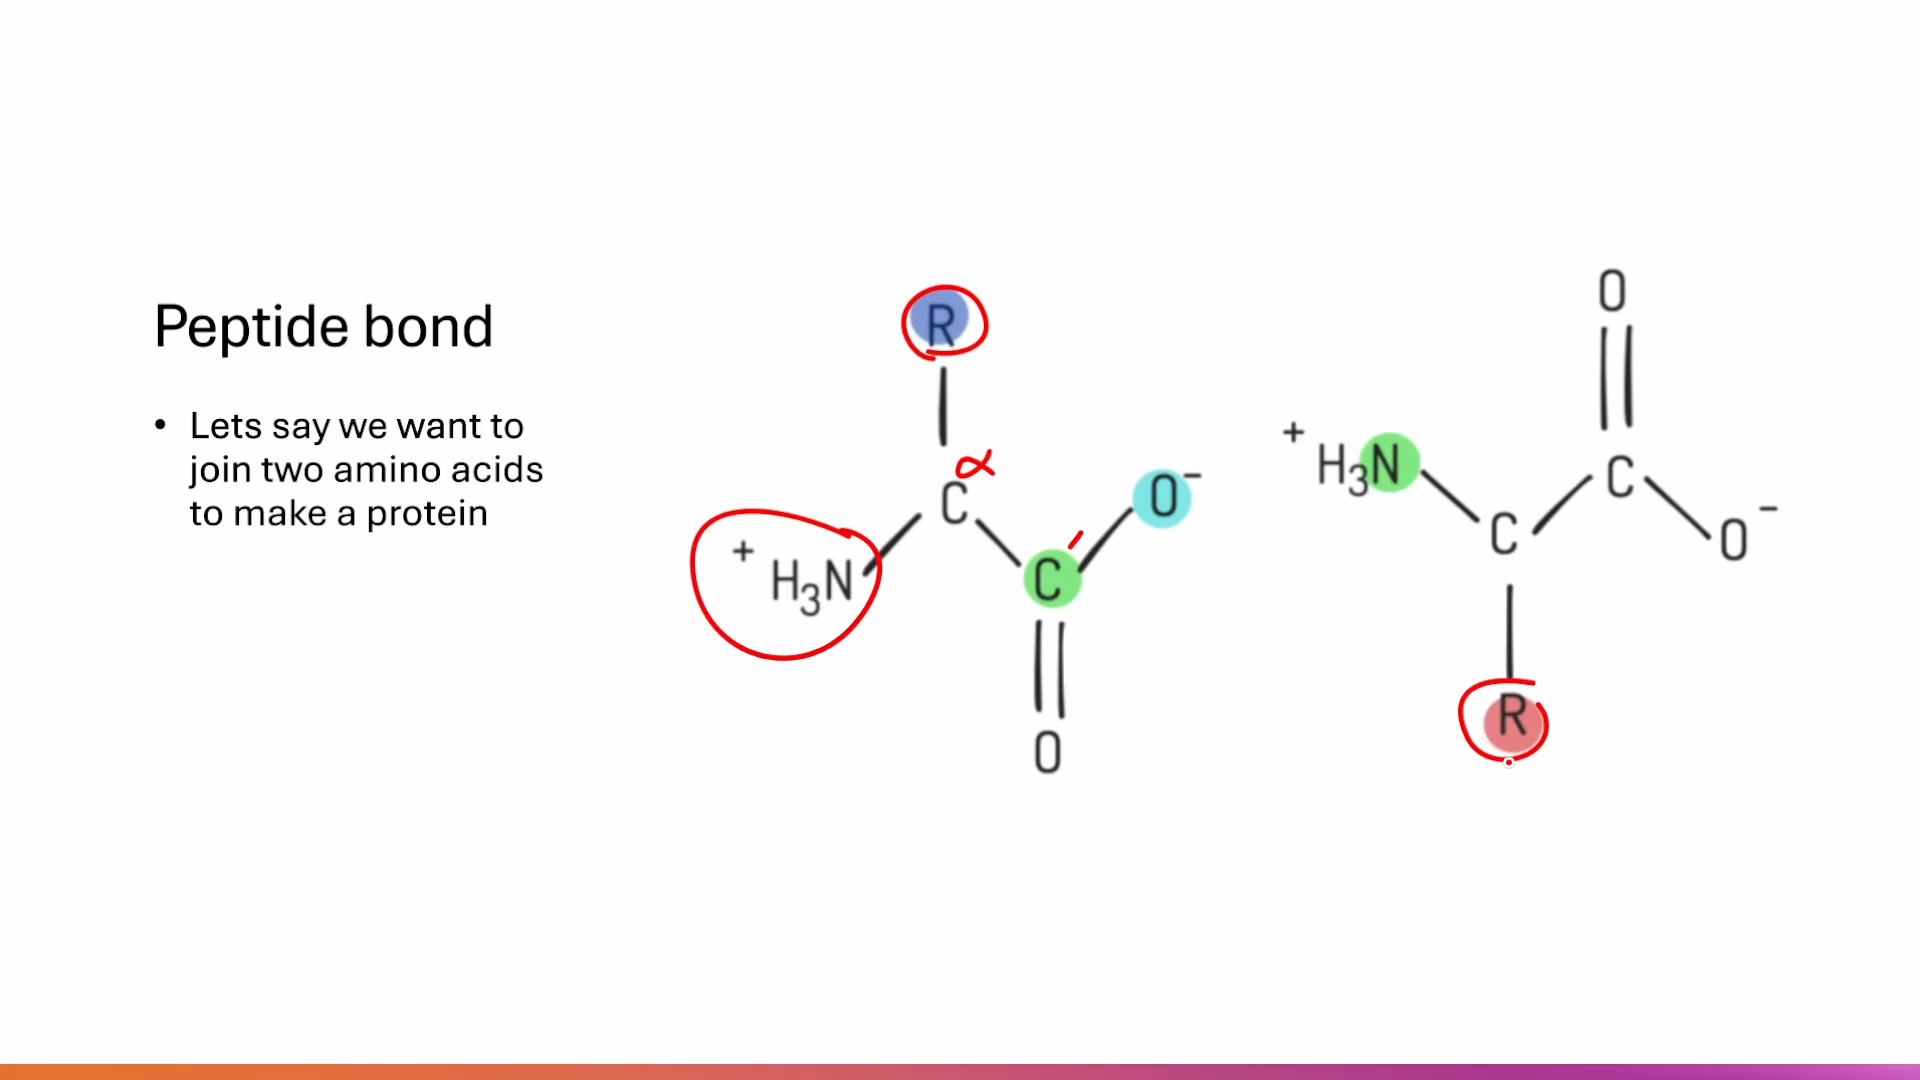 Peptide bond
• Lets say we want to
join two amino acids
to make a protein
R
α
C
+
H₃N
C′
O⁻
O
O
+
H₃N
C
C
O⁻
R